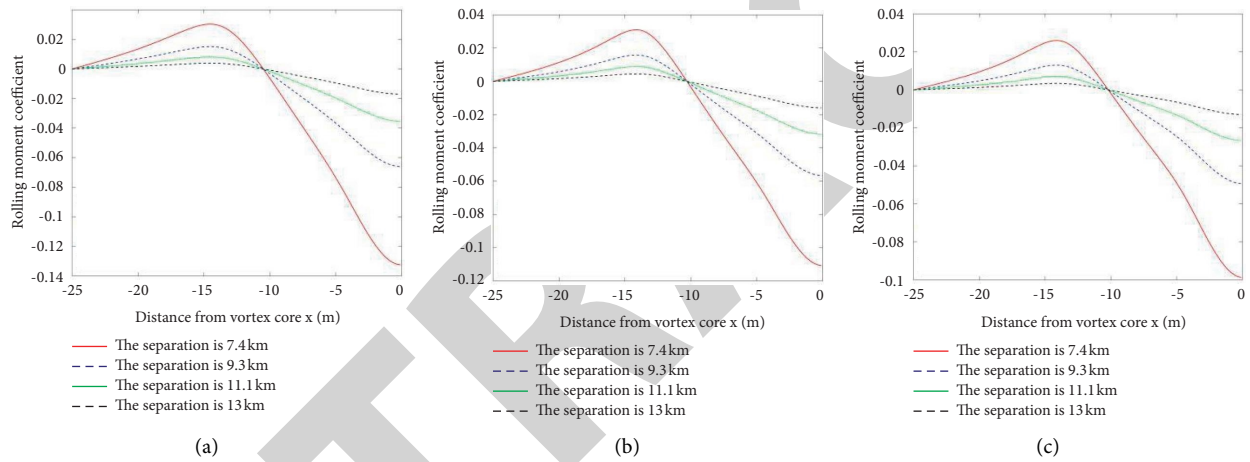 Rolling moment coefficient
0.02
0
-0.02
-0.04
-0.06
-0.08
-0.1
-0.12
-0.14
-25
-20
-15
-10
-5
0
Distance from vortex core x (m)
The separation is 7.4 km
The separation is 9.3 km
The separation is 11.1 km
The separation is 13 km
(a)
Rolling moment coefficient
0.04
0.02
0
-0.02
-0.04
-0.06
-0.08
-0.1
-0.12
-25
-20
-15
-10
-5
0
Distance from vortex core x (m)
The separation is 7.4 km
The separation is 9.3 km
The separation is 11.1 km
The separation is 13 km
(b)
Rolling moment coefficient
0.04
0.02
0
-0.02
-0.04
-0.06
-0.08
-0.1
-25
-20
-15
-10
-5
0
Distance from vortex core x (m)
The separation is 7.4 km
The separation is 9.3 km
The separation is 11.1 km
The separation is 13 km
(c)